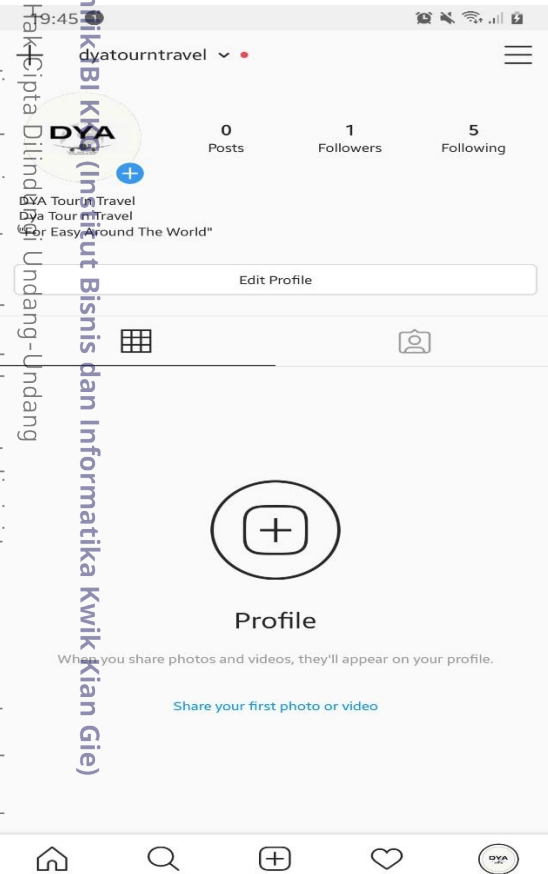 19:45
dyatourntravel
DYA
0
Posts
1
Followers
5
Following
DYA Tour n Travel
Dya Tour n Travel
"For Easy Around The World"
Edit Profile
Profile
When you share photos and videos, they'll appear on your profile.
Share your first photo or video
DYA
Hak Cipta Dilindungi Undang-Undang
IBI KKG (Institut Bisnis dan Informatika Kwik Kian Gie)